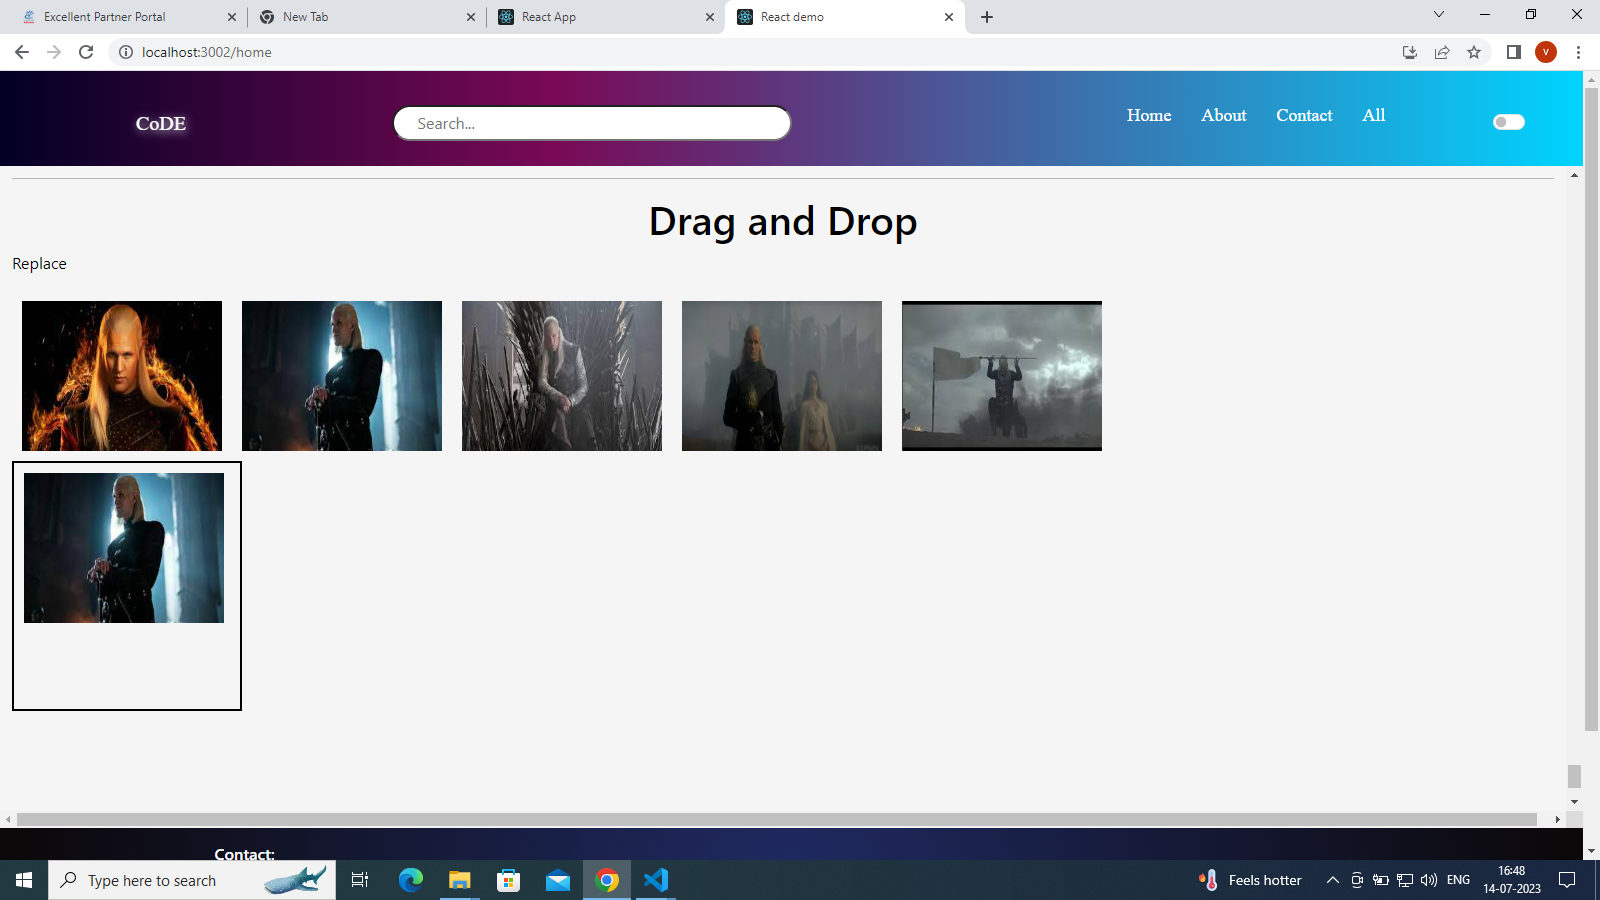 Excellent Partner Portal
New Tab
React App
React demo
localhost:3002/home
V
CoDE
Search...
Home
About
Contact
All
Drag and Drop
Replace
Contact:
Type here to search
Feels hotter
ENG
16:48
14-07-2023